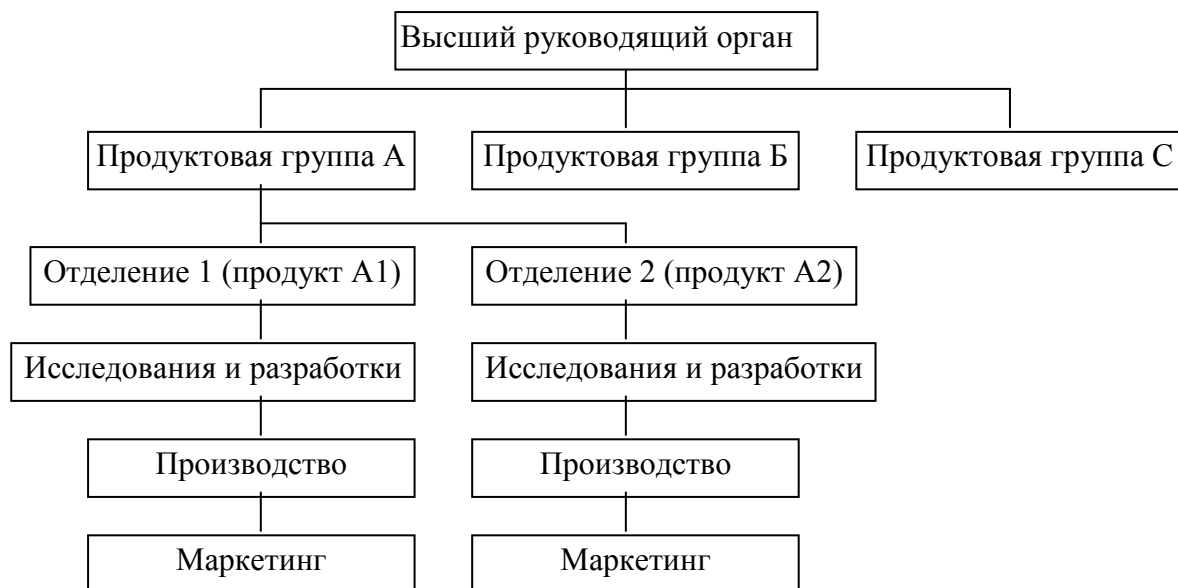 Высший руководящий орган
Продуктовая группа А
Продуктовая группа Б
Продуктовая группа С
Отделение 1 (продукт А1)
Отделение 2 (продукт А2)
Исследования и разработки
Исследования и разработки
Производство
Производство
Маркетинг
Маркетинг